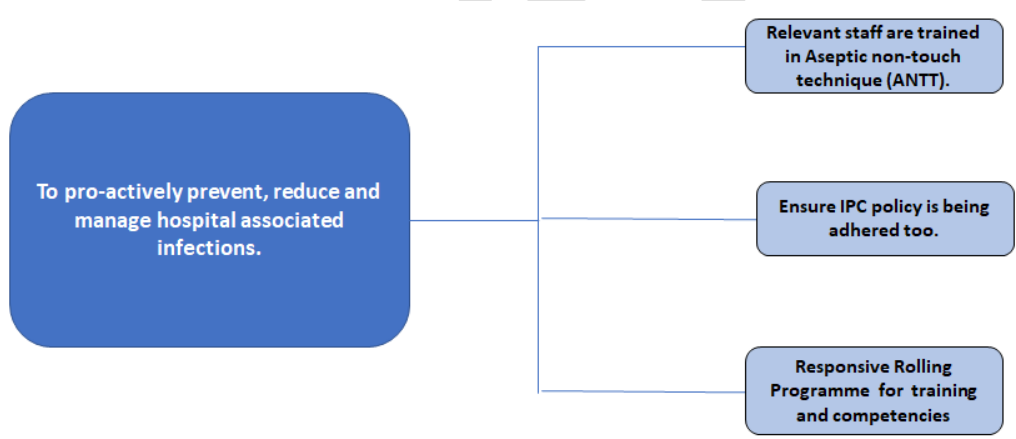 To pro-actively prevent, reduce and
manage hospital associated
infections.
Relevant staff are trained
in Aseptic non-touch
technique (ANTT).
Ensure IPC policy is being
adhered too.
Responsive Rolling
Programme for training
and competencies